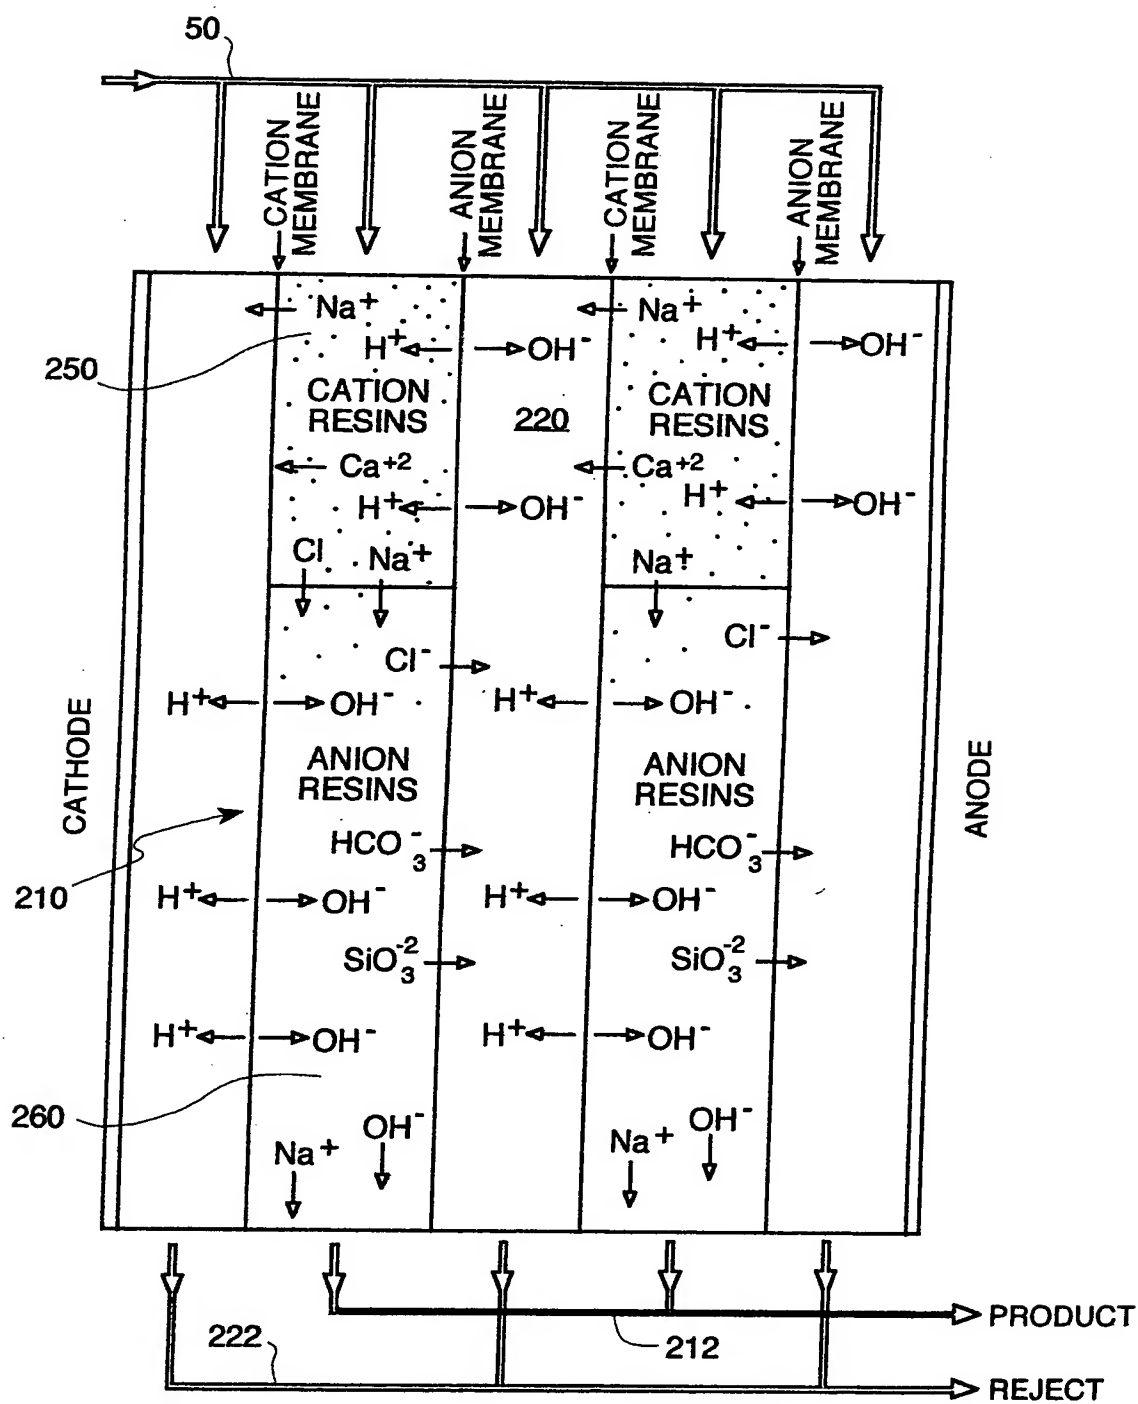 50
CATION
MEMBRANE
ANION
MEMBRANE
CATION
MEMBRANE
ANION
MEMBRANE
Na+
Na+
H+
OH-
H+
OH-
250
CATION
RESINS
220
CATION
RESINS
Ca+2
Ca+2
H+
OH-
H+
OH-
Cl
Na+
Na+
Cl-
Cl-
H+
OH-
H+
OH-
CATHODE
ANION
RESINS
ANION
RESINS
ANODE
HCO3-
HCO3-
210
H+
OH-
H+
OH-
SiO3-2
SiO3-2
H+
OH-
H+
OH-
260
Na+
OH-
Na+
OH-
PRODUCT
222
212
REJECT